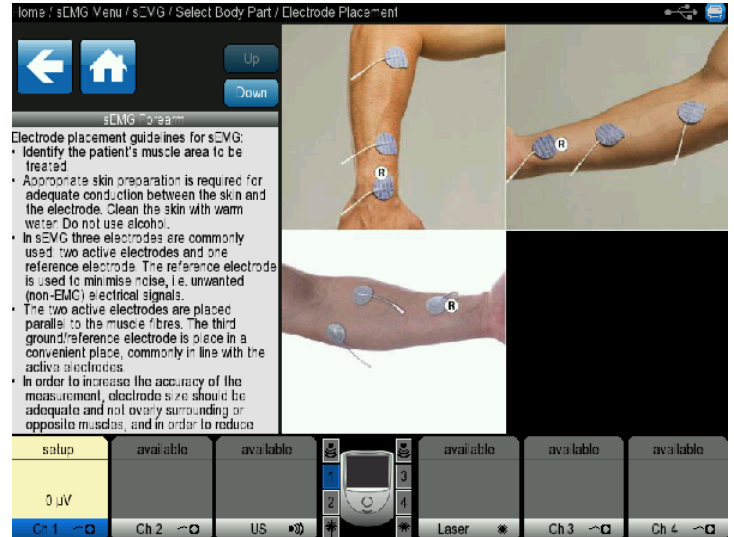 Home / sEMG Menu / sEMG / Select Body Part / Electrode Placement
Up
Down
sEMG Forearm
Electrode placement guidelines for sEMG:
• Identify the patient's muscle area to be
treated.
• Appropriate skin preparation is required for
adequate conduction between the skin and
the electrode. Clean the skin with warm
water. Do not use alcohol.
• In sEMG three electrodes are commonly
used: two active electrodes and one
reference electrode. The reference electrode
is used to minimise noise, i.e. unwanted
(non-EMG) electrical signals.
• The two active electrodes are placed
parallel to the muscle fibres. The third
ground/reference electrode is place in a
convenient place, commonly in line with the
active electrodes.
• In order to increase the accuracy of the
measurement, electrode size should be
adequate and not overly surrounding or
opposite muscles, and in order to reduce
R
R
R
setup
available
available
available
available
available
1
3
2
4
0 µV
Ch 1
Ch 2
US
Laser
Ch 3
Ch 4